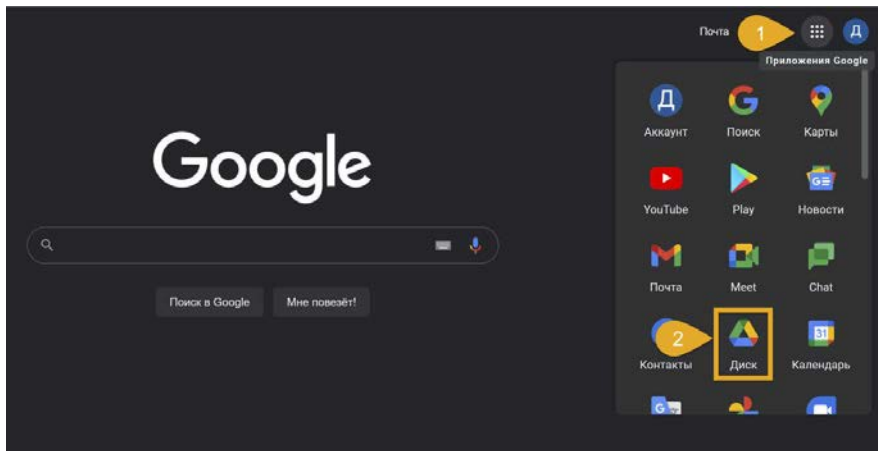 Почта
1
Д
Приложения Google
Д
Аккаунт
Поиск
Карты
Google
YouTube
Play
Новости
Почта
Meet
Chat
Поиск в Google
Мне повезёт!
2
31
Контакты
Диск
Календарь
G